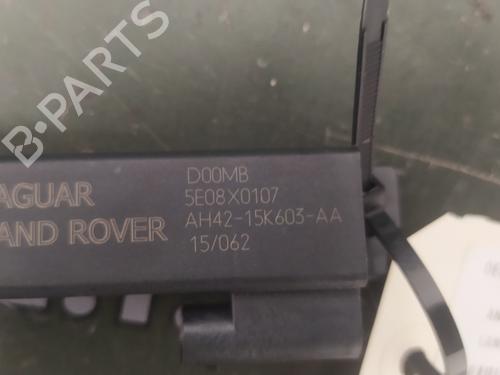 B-PARTS
D00MB
AGUAR
5E08X0107
AND ROVER
AH42-15K603-AA
15/062